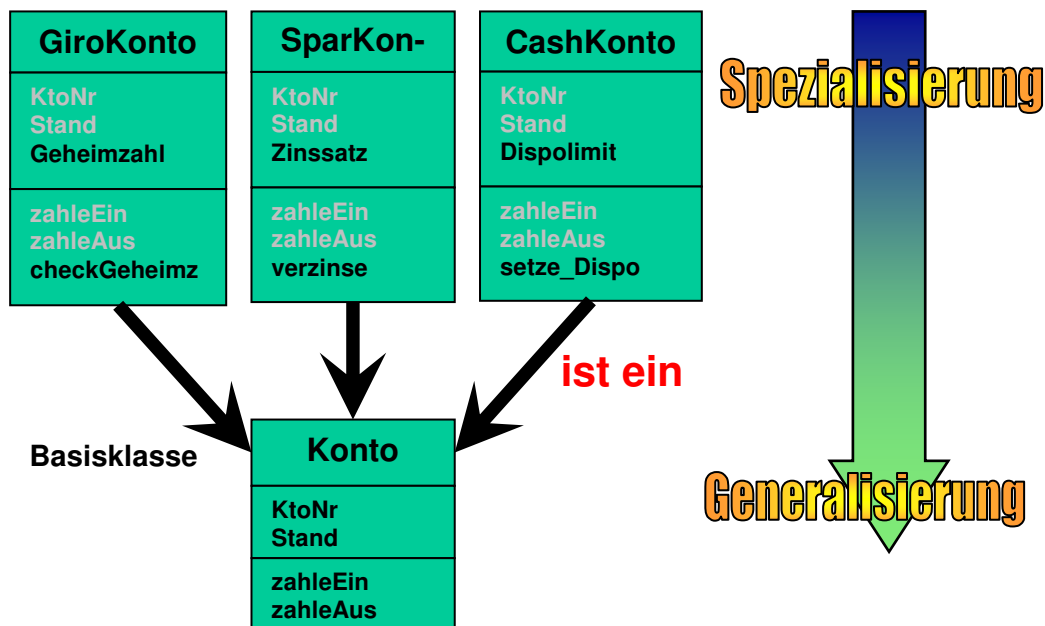 GiroKonto
KtoNr
Stand
Geheimzahl
zahleEin
zahleAus
checkGeheimz
SparKon-
KtoNr
Stand
Zinssatz
zahleEin
zahleAus
verzinse
CashKonto
KtoNr
Stand
Dispolimit
zahleEin
zahleAus
setze_Dispo
Spezialisierung
ist ein
Basisklasse
Konto
KtoNr
Stand
zahleEin
zahleAus
Generalisierung